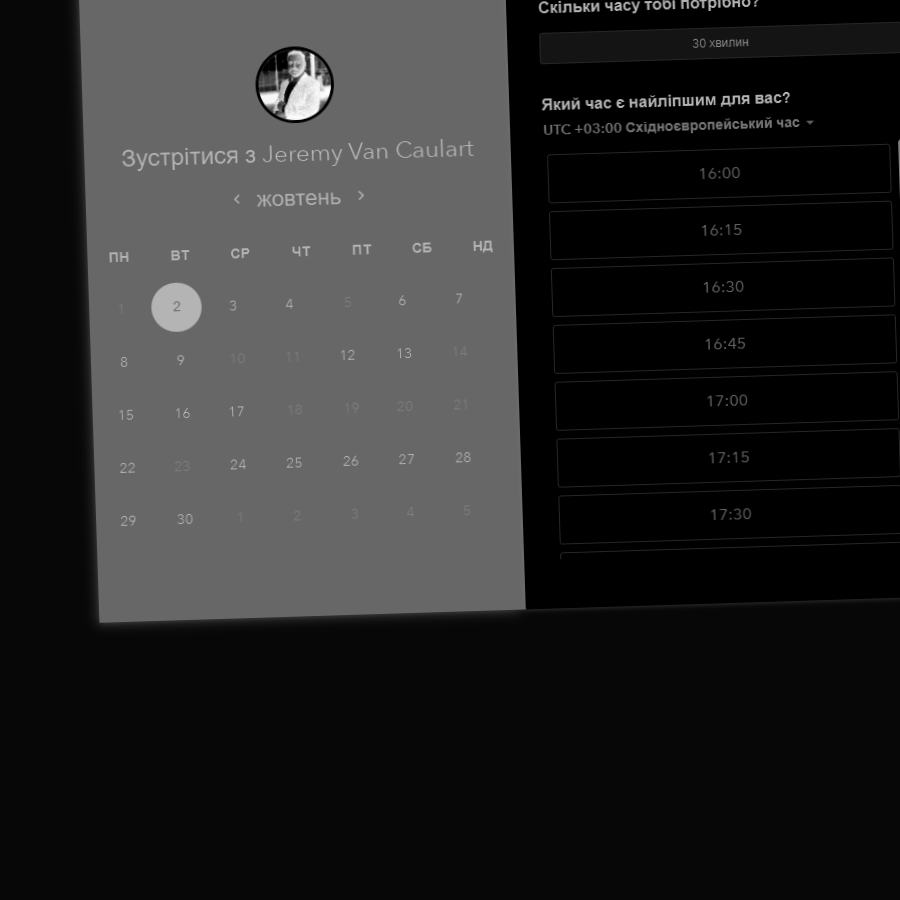 Зустрітися з Jeremy Van Caulart
жовтень
ПН ВТ СР ЧТ ПТ СБ НД
1 2 3 4 5 6 7
8 9 10 11 12 13 14
15 16 17 18 19 20 21
22 23 24 25 26 27 28
29 30 1 2 3 4 5
Скільки часу тобі потрібно?
30 хвилин
Який час є найліпшим для вас?
UTC +03:00 Східноєвропейський час
16:00
16:15
16:30
16:45
17:00
17:15
17:30